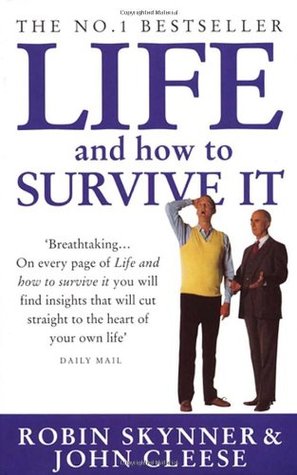 THE NO.1 BESTSELLER
LIFE
and how to
SURVIVE IT
‘Breathtaking...
On every page of Life and
how to survive it you will
find insights that will cut
straight to the heart of
your own life’
DAILY MAIL
ROBIN SKYNNER &
JOHN CLEESE